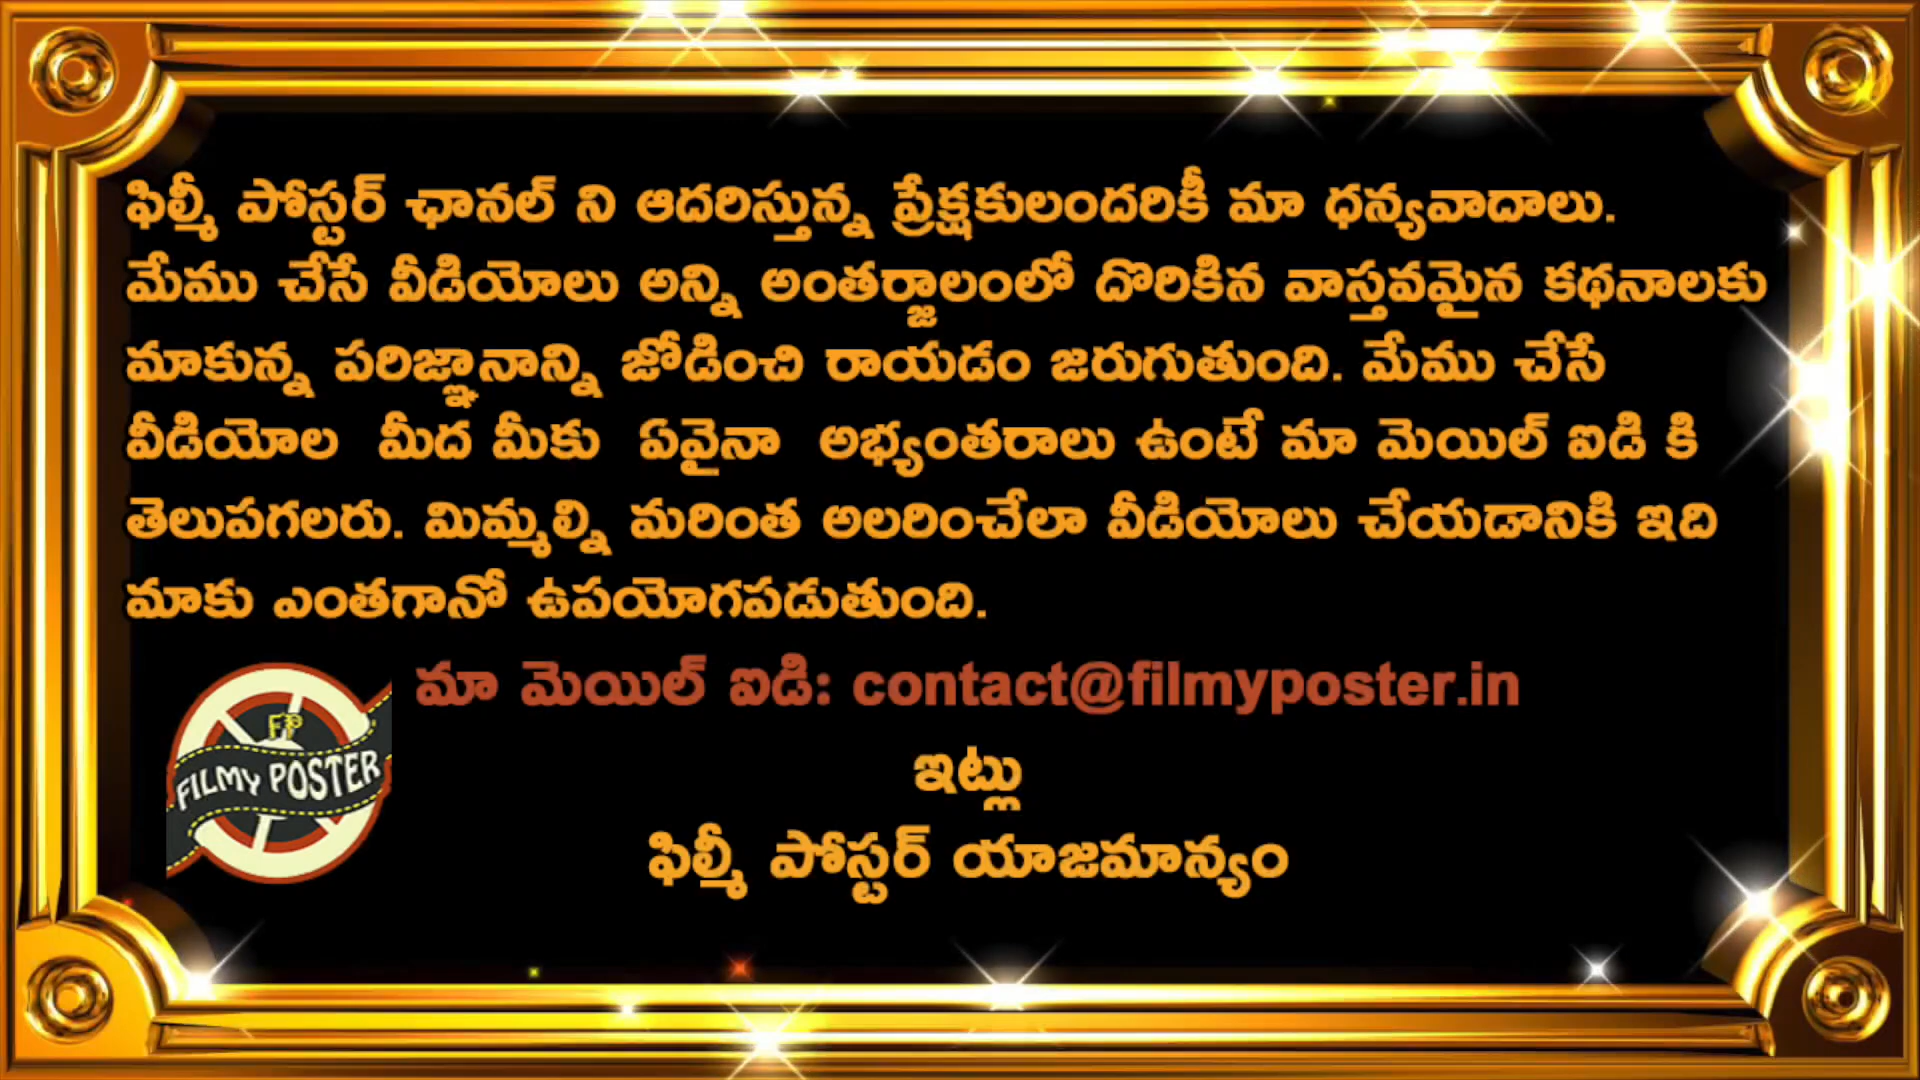 ఫిల్మీ పోస్టర్ ఛానల్ ని ఆదరిస్తున్న ప్రేక్షకులందరికీ మా ధన్యవాదాలు.
మేము చేసే వీడియోలు అన్ని అంతర్జాలంలో దొరికిన వాస్తవమైన కథనాలకు
మాకున్న పరిజ్ఞానాన్ని జోడించి రాయడం జరుగుతుంది. మేము చేసే
వీడియోల మీద మీకు ఏవైనా అభ్యంతరాలు ఉంటే మా మెయిల్ ఐడి కి
తెలుపగలరు. మిమ్మల్ని మరింత అలరించేలా వీడియోలు చేయడానికి ఇది
మాకు ఎంతగానో ఉపయోగపడుతుంది.
మా మెయిల్ ఐడి: contact@filmyposter.in
FP
FILMY POSTER
ఇట్లు
ఫిల్మీ పోస్టర్ యాజమాన్యం